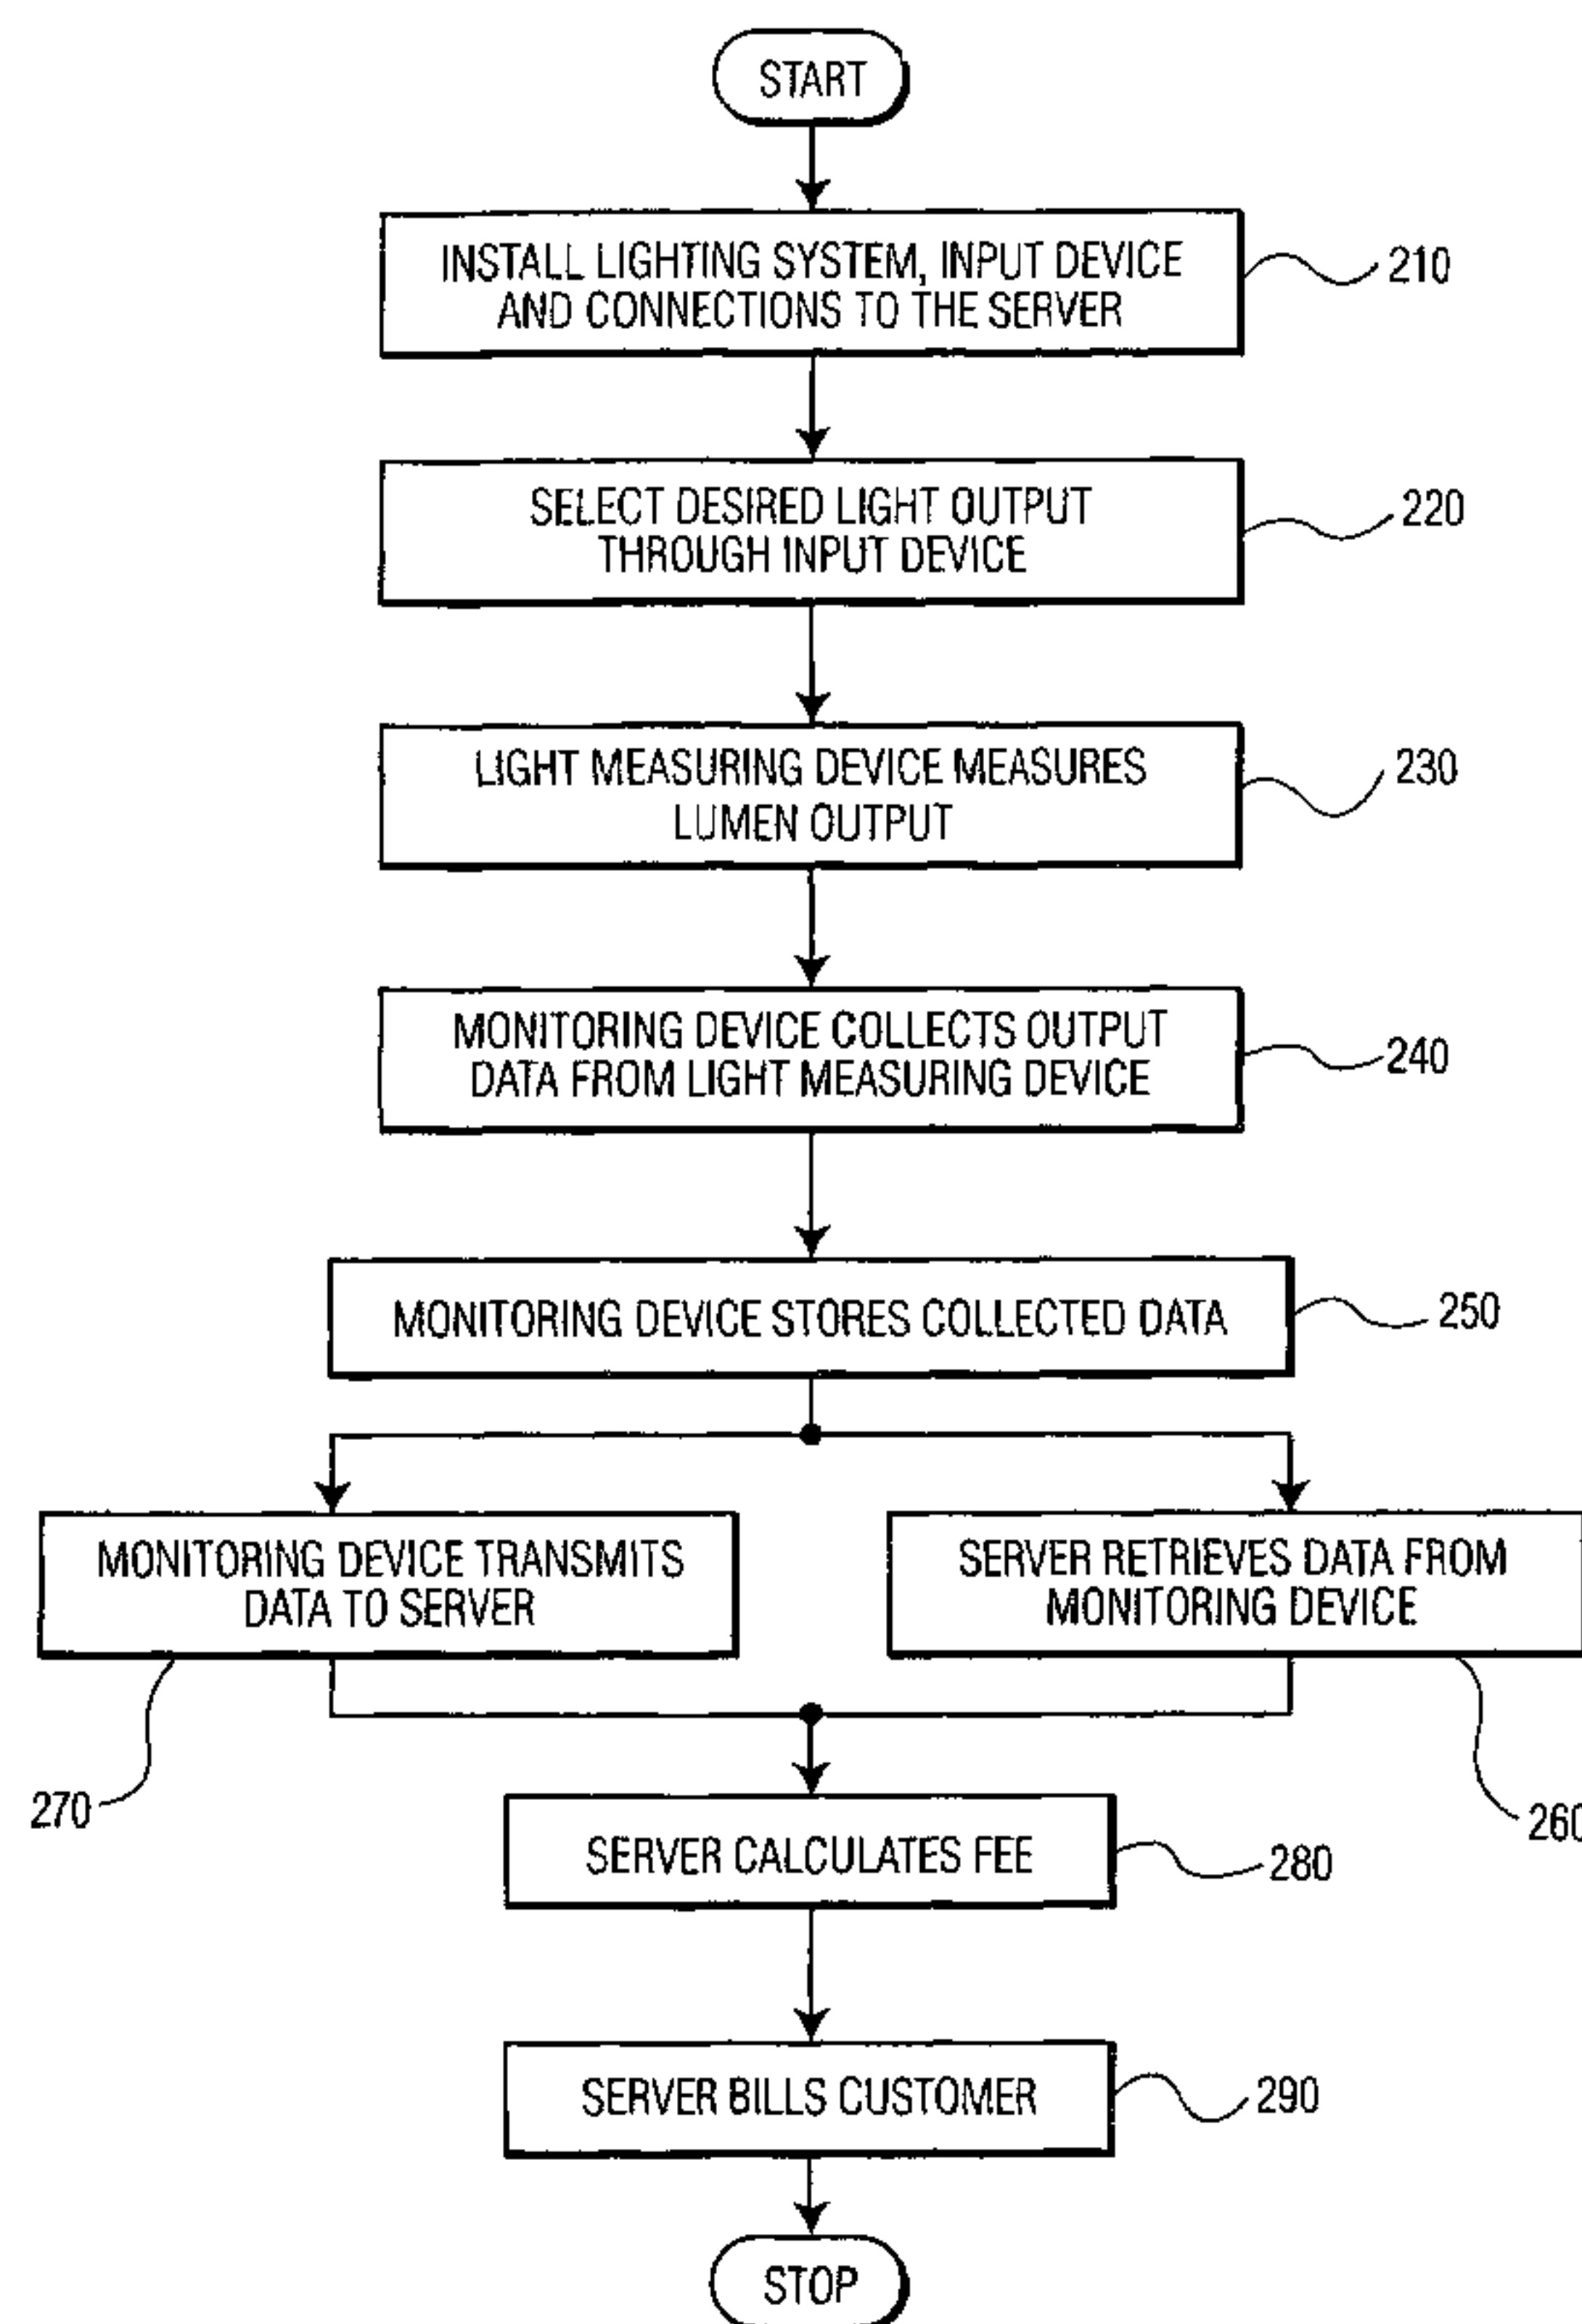 START
INSTALL LIGHTING SYSTEM, INPUT DEVICE
AND CONNECTIONS TO THE SERVER
210
SELECT DESIRED LIGHT OUTPUT
THROUGH INPUT DEVICE
220
LIGHT MEASURING DEVICE MEASURES
LUMEN OUTPUT
230
MONITORING DEVICE COLLECTS OUTPUT
DATA FROM LIGHT MEASURING DEVICE
240
MONITORING DEVICE STORES COLLECTED DATA
250
MONITORING DEVICE TRANSMITS
DATA TO SERVER
270
SERVER RETRIEVES DATA FROM
MONITORING DEVICE
260
SERVER CALCULATES FEE
280
SERVER BILLS CUSTOMER
290
STOP